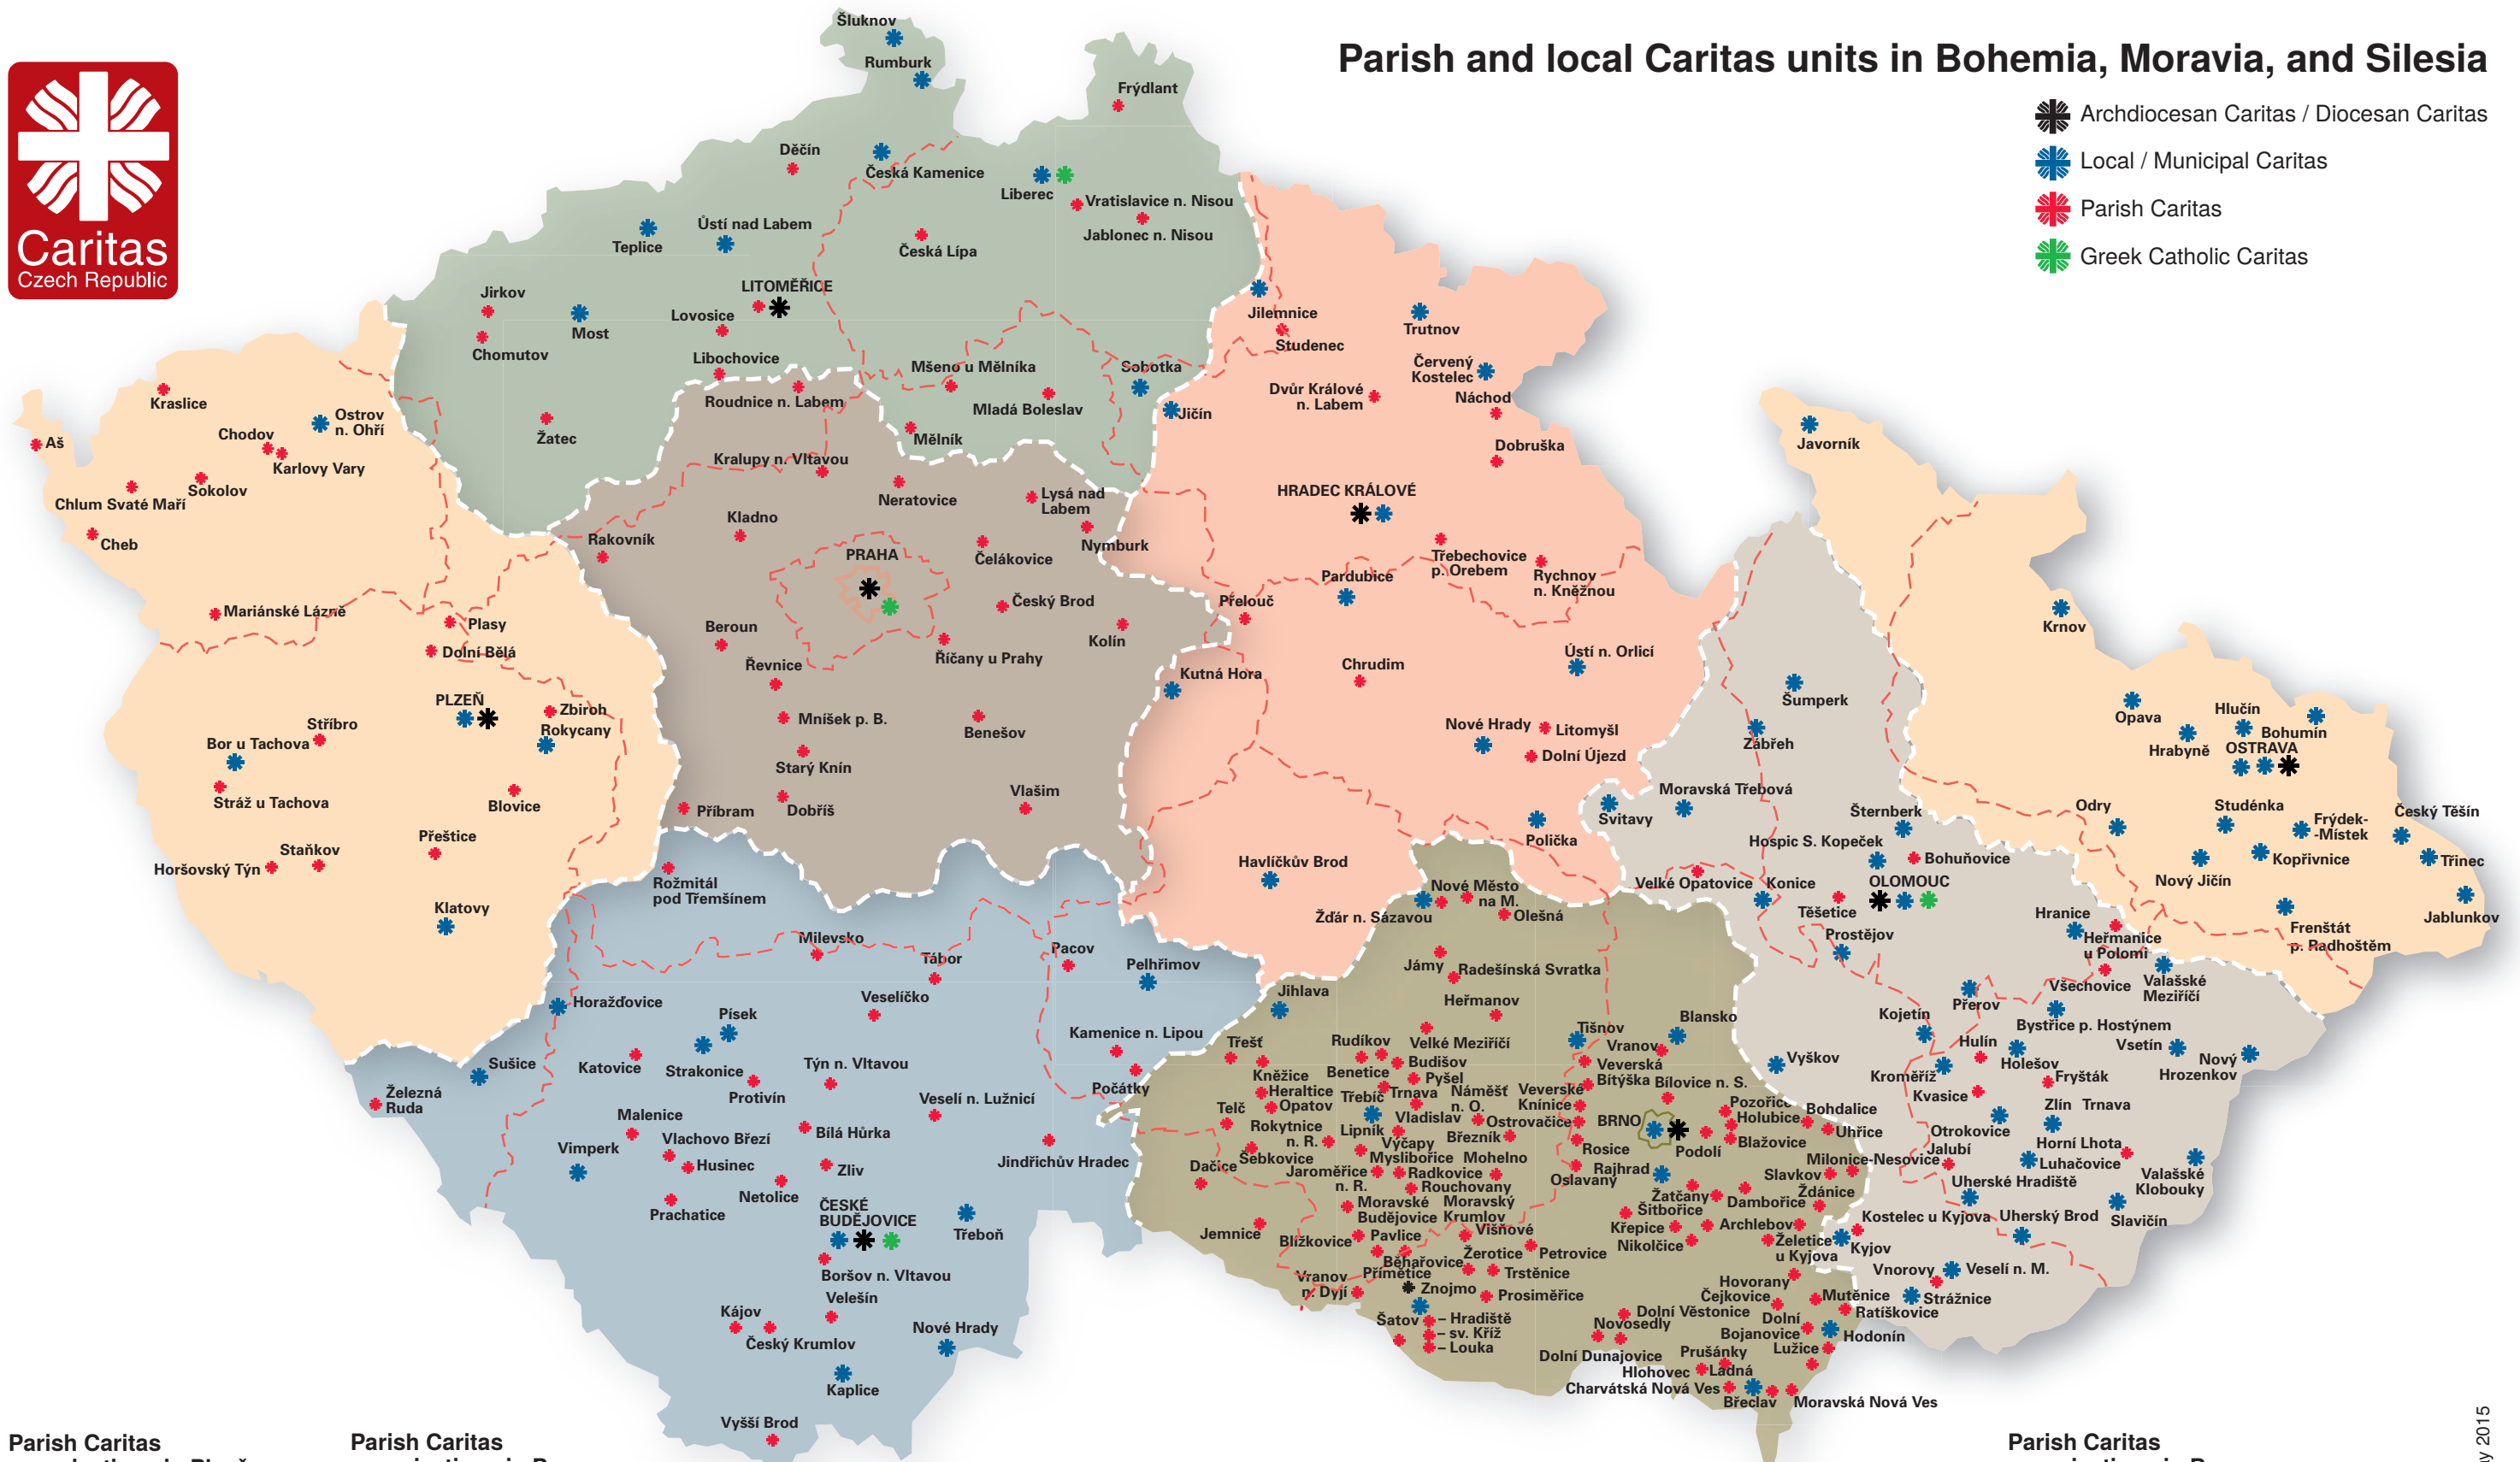 Parish and local Caritas units in Bohemia, Moravia, and Silesia
Archdiocesan Caritas / Diocesan Caritas
Local / Municipal Caritas
Parish Caritas
Greek Catholic Caritas
Caritas
Czech Republic
Šluknov
Rumburk
Frýdlant
Děčín
Česká Kamenice
Liberec
Vratislavice n. Nisou
Jablonec n. Nisou
Teplice
Ůstí nad Labem
Česká Lípa
LITOMĚŘICE
Jirkov
Most
Lovosice
Chomutov
Libochovice
Mšeno u Mělníka
Sobotka
Roudnice n. Labem
Mladá Boleslav
Jičín
Žatec
Mělník
Jilemnice
Studenec
Trutnov
Červený
Kostelec
Dvůr Králové
n. Labem
Náchod
Dobruška
HRADEC KRÁLOVÉ
Třebechovice
p. Orebem
Rychnov
n. Kněžnou
Pardubice
Přelouč
Chrudim
Ústí n. Orlicí
Kutná Hora
Nové Hrady
Litomyšl
Dolní Újezd
Polička
Svitavy
Havlíčkův Brod
Kraslice
Aš
Ostrov
n. Ohří
Chodov
Karlovy Vary
Sokolov
Chlum Svaté Maří
Cheb
Mariánské Lázně
Plasy
Dolní Bělá
PLZEŇ
Zbiroh
Rokycany
Stříbro
Bor u Tachova
Stráž u Tachova
Blovice
Přeštice
Staňkov
Horšovský Týn
Klatovy
Kralupy n. Vltavou
Neratovice
Lysá nad
Labem
Kladno
Rakovník
Nymburk
Čelákovice
PRAHA
Český Brod
Beroun
Kolín
Řevnice
Říčany u Prahy
Mníšek p. B.
Benešov
Starý Knín
Vlašim
Dobříš
Příbram
Rožmitál
pod Třemšínem
Milevsko
Tábor
Pacov
Pelhřimov
Horažďovice
Veselíčko
Písek
Kamenice n. Lipou
Katovice
Strakonice
Týn n. Vltavou
Sušice
Železná
Ruda
Protivín
Počátky
Veselí n. Lužnicí
Malenice
Bílá Hůrka
Vimperk
Vlachovo Březí
Husinec
Zliv
Jindřichův Hradec
Netolice
Prachatice
ČESKÉ
BUDĚJOVICE
Třeboň
Boršov n. Vltavou
Velešín
Kájov
Český Krumlov
Nové Hrady
Kaplice
Vyšší Brod
Javorník
Krnov
Opava
Hlučín
Bohumín
Hrabyně
OSTRAVA
Odry
Studénka
Frýdek-
-Místek
Český Těšín
Kopřivnice
Třinec
Nový Jičín
Jablunkov
Frenštát
p. Radhoštěm
Šumperk
Zábřeh
Moravská Třebová
Šternberk
Hospic S. Kopeček
Bohuňovice
Velké Opatovice
Konice
OLOMOUC
Těšetice
Prostějov
Hranice
Heřmanice
u Polomi
Všechovice
Valašské
Meziříčí
Přerov
Kojetín
Bystřice p. Hostýnem
Hulín
Vsetín
Nový
Hrozenkov
Vyškov
Holešov
Kroměříž
Fryšták
Kvasice
Zlín
Trnava
Otrokovice
Horní Lhota
Jalubí
Luhačovice
Valašské
Klobouky
Uherské Hradiště
Kostelec u Kyjova
Uherský Brod
Slavičín
Kyjov
Vnorovy
Veselí n. M.
Strážnice
Nové Město
na M.
Žďár n. Sázavou
Olešná
Jámy
Radešínská Svratka
Jihlava
Heřmanov
Třešť
Rudíkov
Velké Meziříčí
Tišnov
Blansko
Vranov
Kněžice
Benetice
Budišov
Veverská
Bítýška
Bílovice n. S.
Heraltice
Pyšel
Opatov
Třebíč
Trnava
Náměšť
n. O.
Veverské
Knínice
Pozořice
Holubice
Bohdalice
Telč
Rokytnice
n. R.
Lipník
Vladislav
Ostrovačice
BRNO
Uhřice
Výčapy
Březník
Podolí
Blažovice
Šebkovice
Myslibořice
Mohelno
Rosice
Milonice-Nesovice
Dačice
Jaroměřice
n. R.
Radkovice
Oslavany
Rajhrad
Slavkov
Rouchovany
Žatčany
Ždánice
Moravské
Budějovice
Moravský
Krumlov
Šitbořice
Dambořice
Jemnice
Blížkovice
Pavlice
Višňové
Křepice
Archlebov
Běhařovice
Žerotice
Petrovice
Nikolčice
Želetice
u Kyjova
Vranov
n. Dyjí
Přímětice
Trstěnice
Hovorany
Znojmo
Prosiměřice
Čejkovice
Mutěnice
Ratíškovice
Šatov
– Hradiště
– sv. Kříž
– Louka
Dolní Věstonice
Novosedly
Dolní
Bojanovice
Hodonín
Dolní Dunajovice
Prušánky
Lužice
Hlohovec
Ladná
Charvátská Nová Ves
Břeclav
Moravská Nová Ves
Parish Caritas
Parish Caritas
Parish Caritas
2015